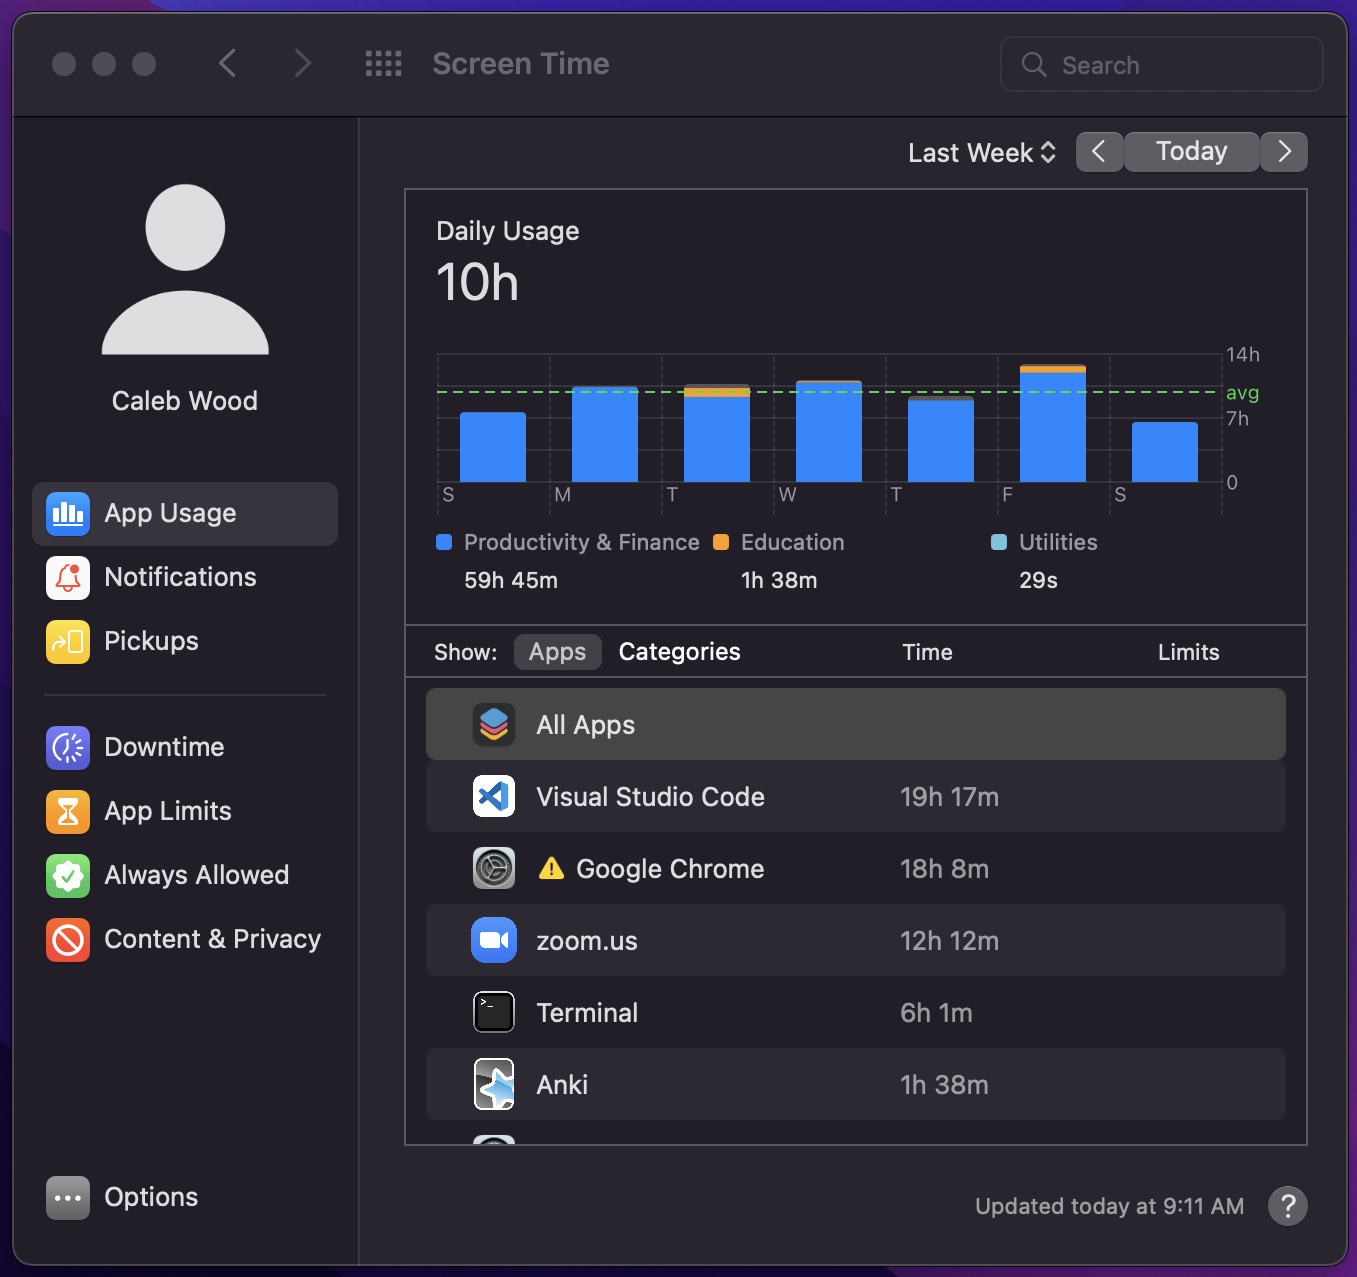 Screen Time
Search
Last Week
Today
Caleb Wood
App Usage
Notifications
Pickups
Downtime
App Limits
Always Allowed
Content & Privacy
Options
Daily Usage
10h
14h
avg
7h
0
S M T W T F S
Productivity & Finance Education Utilities
59h 45m 1h 38m 29s
Show: Apps Categories Time Limits
All Apps
Visual Studio Code 19h 17m
Google Chrome 18h 8m
zoom.us 12h 12m
>_
Terminal 6h 1m
Anki 1h 38m
Updated today at 9:11 AM ?